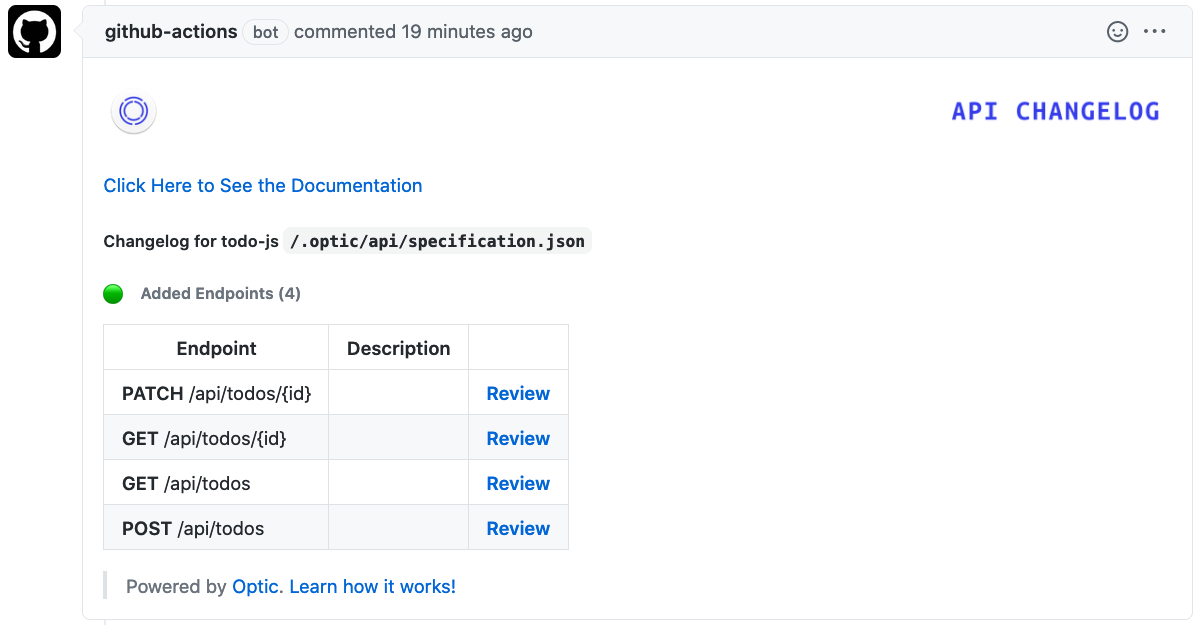 github-actions bot commented 19 minutes ago
API CHANGELOG
Click Here to See the Documentation
Changelog for todo-js /.optic/api/specification.json
Added Endpoints (4)
Endpoint Description
PATCH /api/todos/{id} Review
GET /api/todos/{id} Review
GET /api/todos Review
POST /api/todos Review
Powered by Optic. Learn how it works!